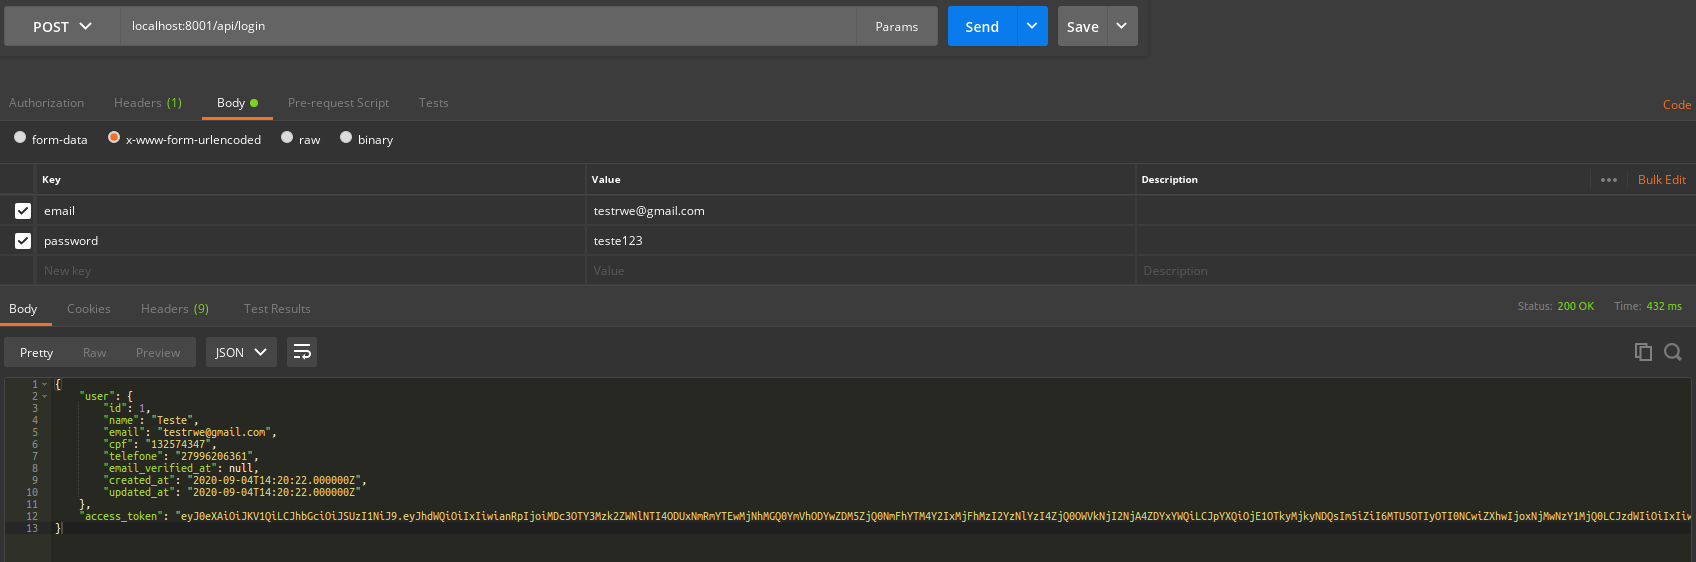 POST localhost:8001/api/login Params Send Save
Authorization Headers (1) Body Pre-request Script Tests Code
form-data x-www-form-urlencoded raw binary
Key Value Description ••• Bulk Edit
email testrwe@gmail.com
password teste123
New key Value Description
Body Cookies Headers (9) Test Results Status: 200 OK Time: 432 ms
Pretty Raw Preview JSON
1 {
2 "user": {
3 "id": 1,
4 "name": "Teste",
5 "email": "testrwe@gmail.com",
6 "cpf": "132574347",
7 "telefone": "27996206361",
8 "email_verified_at": null,
9 "created_at": "2020-09-04T14:20:22.000000Z",
10 "updated_at": "2020-09-04T14:20:22.000000Z"
11 },
12 "access_token":
13 }